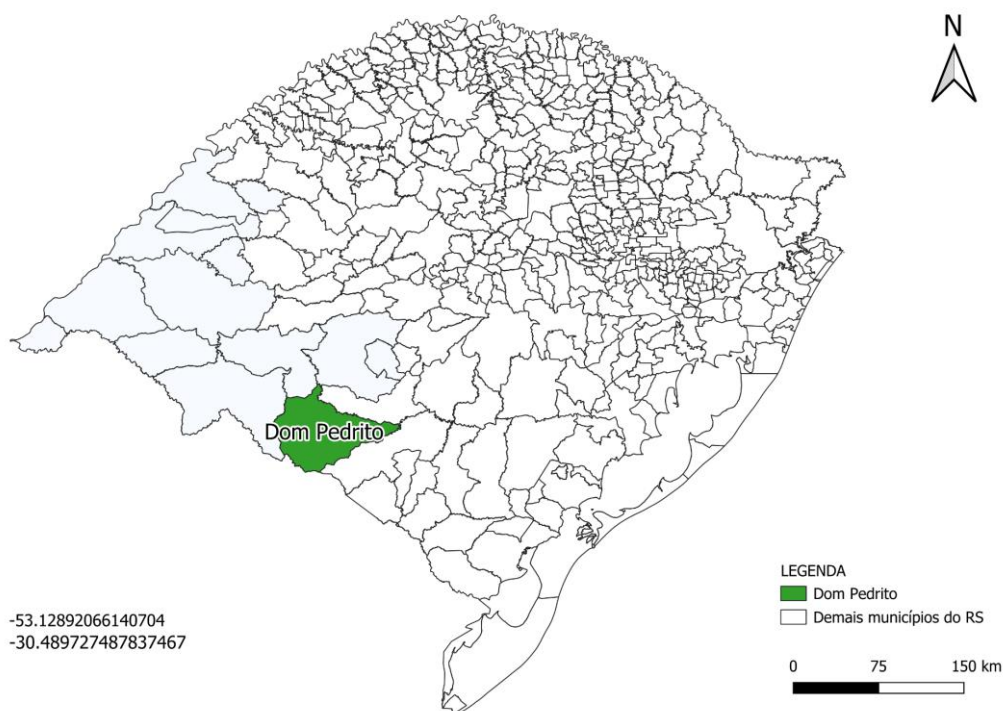 N
Dom Pedrito
LEGENDA
Dom Pedrito
Demais municípios do RS
-53.12892066140704
-30.489727487837467
0 75 150 km